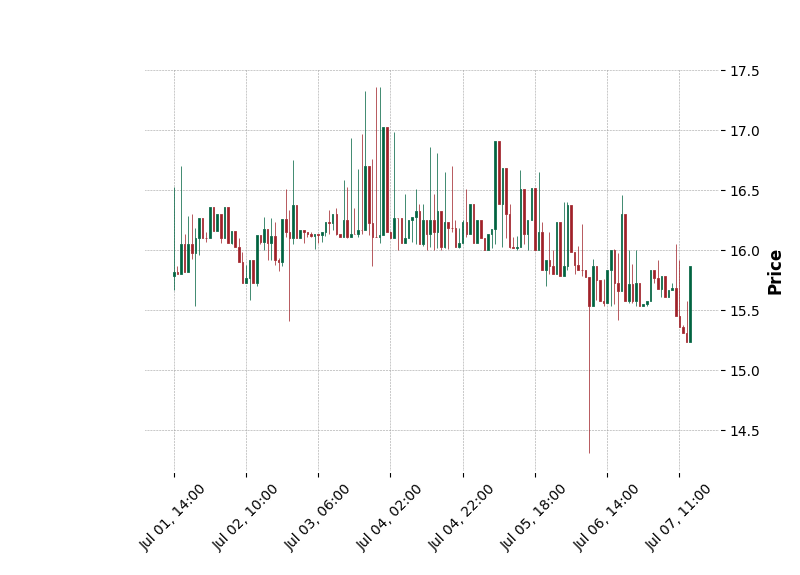 17.5
17.0
16.5
16.0
15.5
15.0
14.5
Price
Jul 01, 14:00
Jul 02, 10:00
Jul 03, 06:00
Jul 04, 02:00
Jul 04, 22:00
Jul 05, 18:00
Jul 06, 14:00
Jul 07, 11:00